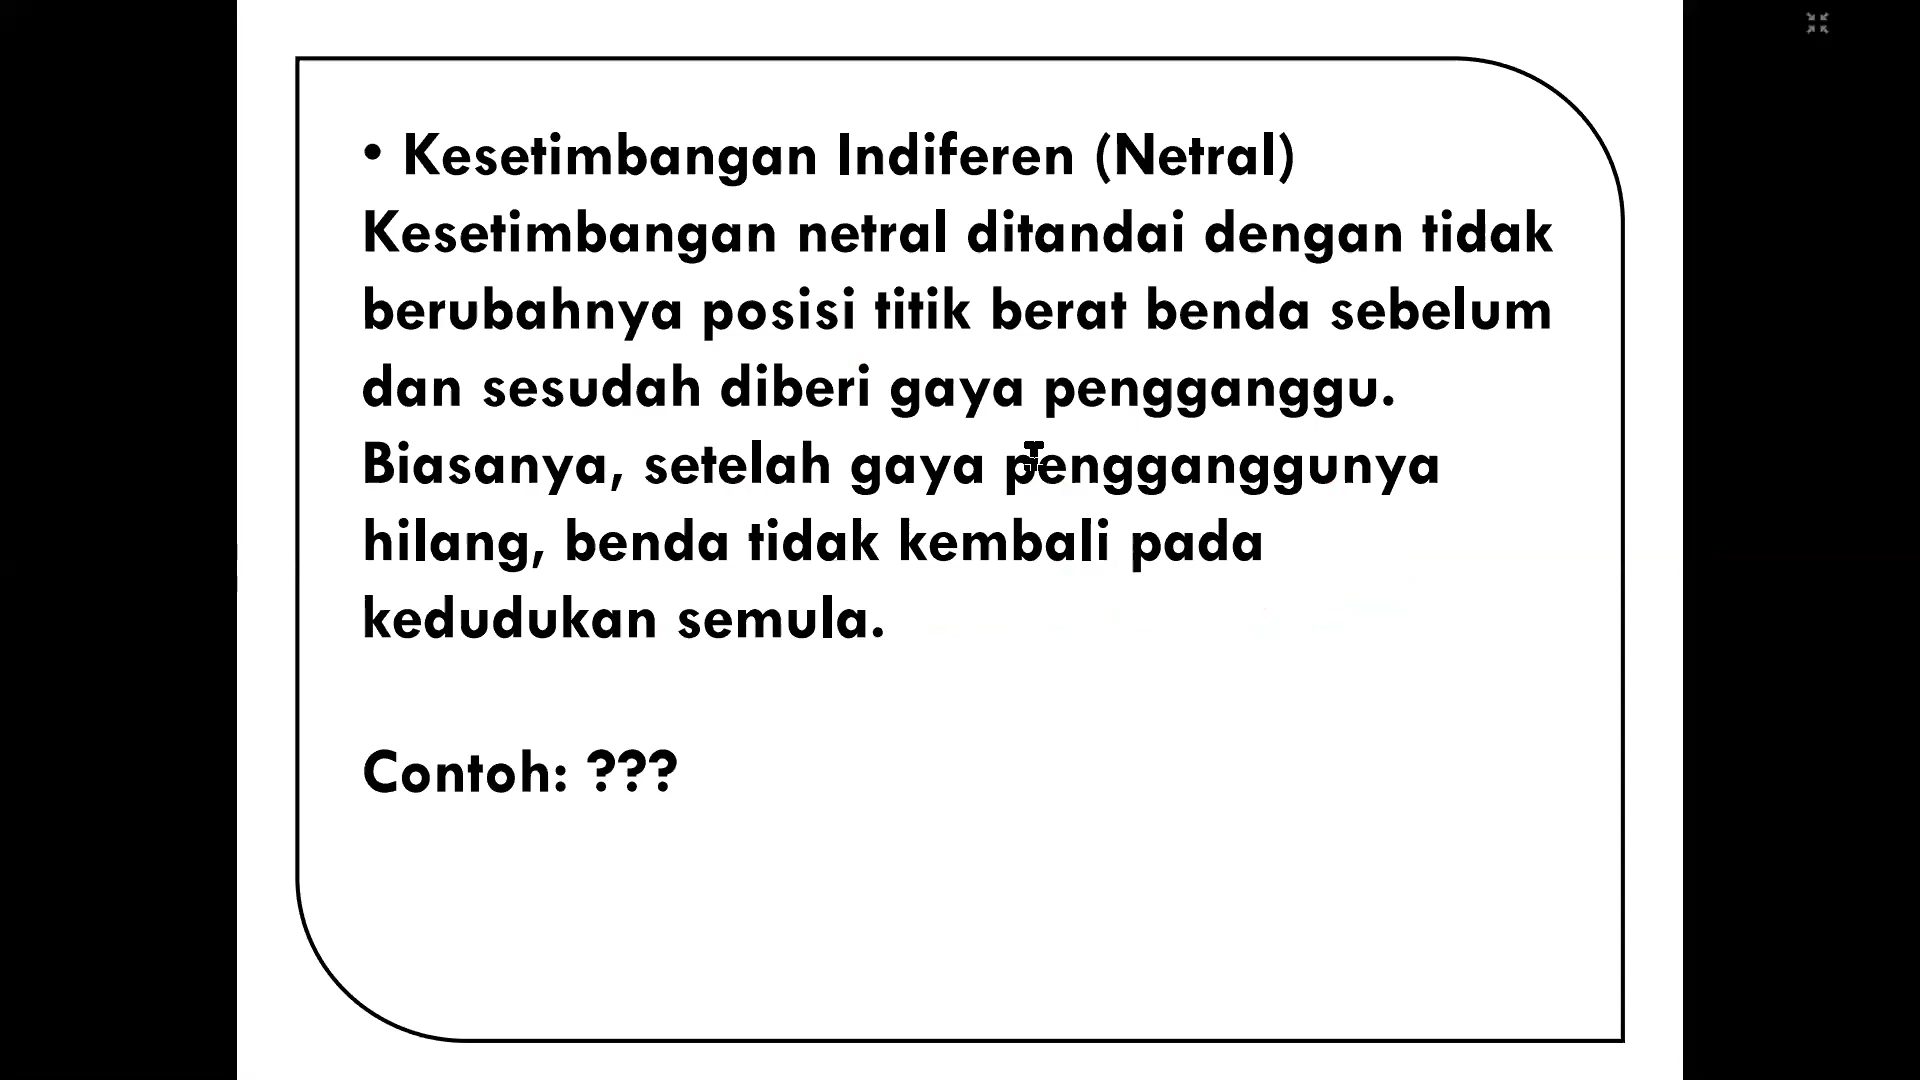 • Kesetimbangan Indiferen (Netral)
Kesetimbangan netral ditandai dengan tidak
berubahnya posisi titik berat benda sebelum
dan sesudah diberi gaya pengganggu.
Biasanya, setelah gaya pengganggunya
hilang, benda tidak kembali pada
kedudukan semula.
Contoh: ???